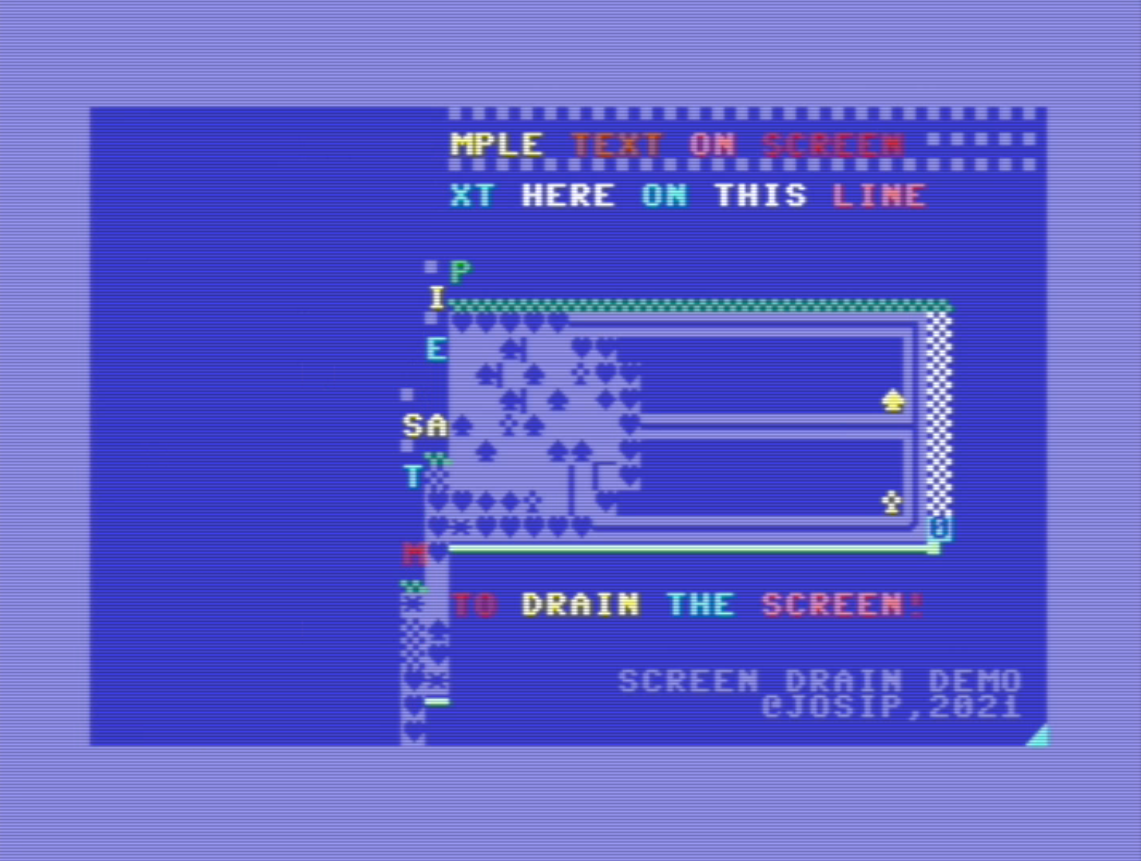 MPLE TEXT ON SCREEN
XT HERE ON THIS LINE
P
I
E
SA
T
0
M
TO DRAIN THE SCREEN!
SCREEN DRAIN DEMO
@JOSIP,2021